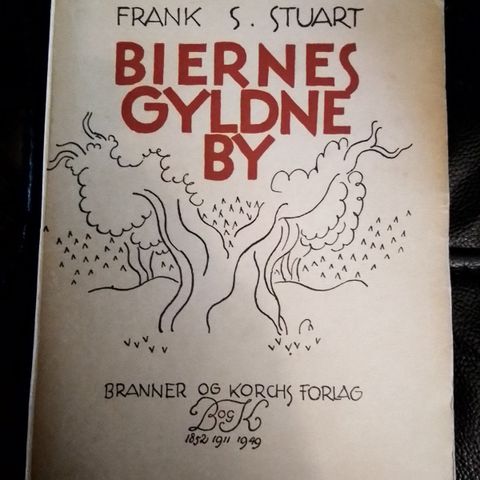 FRANK S. STUART
BIERNES
GYLDNE
BY
BRANNER OG KORCHS FORLAG
BogK
1852 1911 1949